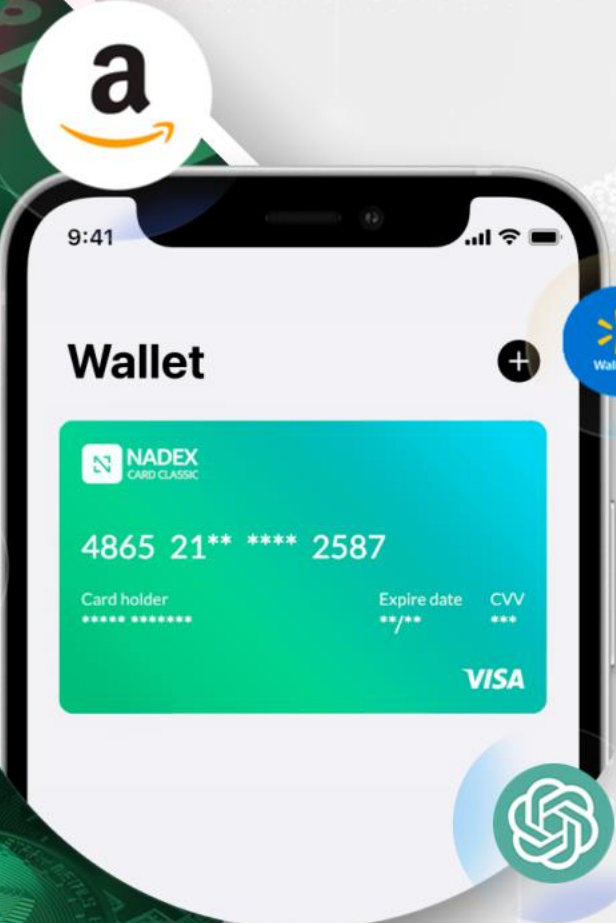 a
9:41
Wallet
NADEX
CARD CLASSIC
4865 21** **** 2587
Card holder
***** *******
Expire date
**/**
CVV
***
VISA